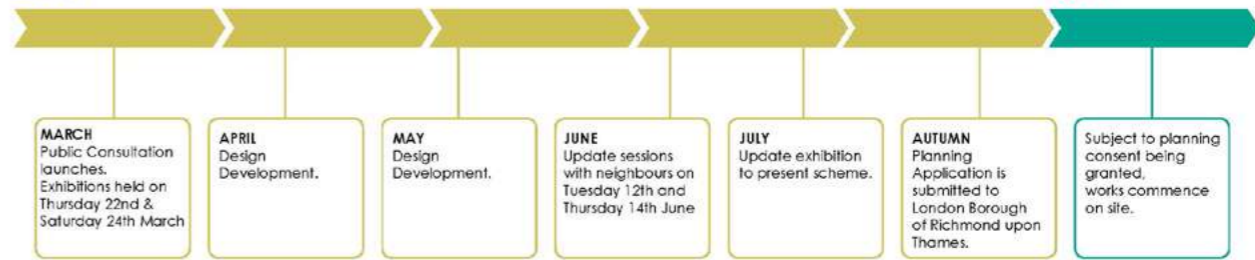 MARCH
Public Consultation
launches.
Exhibitions held on
Thursday 22nd &
Saturday 24th March
APRIL
Design
Development.
MAY
Design
Development.
JUNE
Update sessions
with neighbours on
Tuesday 12th and
Thursday 14th June
JULY
Update exhibition
to present scheme.
AUTUMN
Planning
Application is
submitted to
London Borough
of Richmond upon
Thames.
Subject to planning
consent being
granted,
works commence
on site.